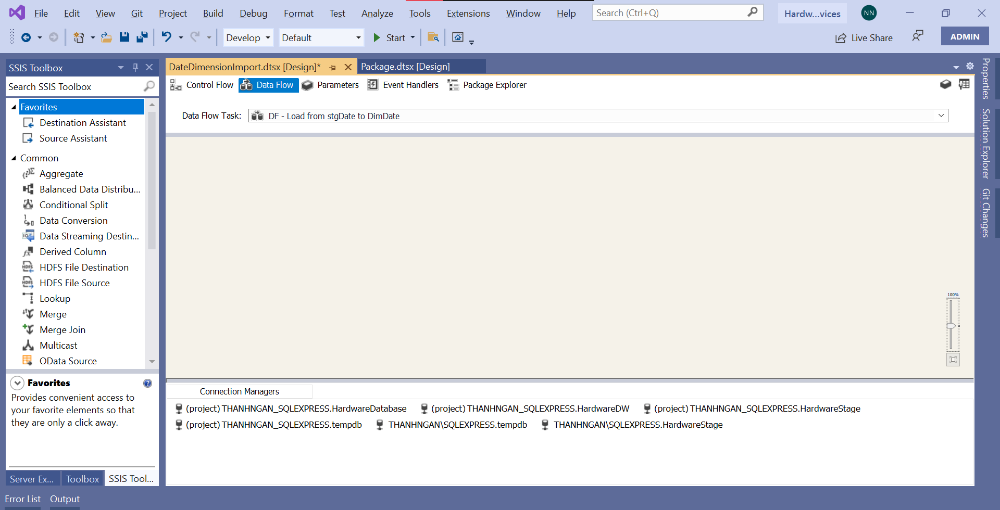 File Edit View Git Project Build Debug Format Test Analyze Tools Extensions Window Help Search (Ctrl+Q) Hardw...vices NN
Develop Default Start Live Share ADMIN
SSIS Toolbox
Search SSIS Toolbox
Favorites
Destination Assistant
Source Assistant
Common
Aggregate
Balanced Data Distribu...
Conditional Split
Data Conversion
Data Streaming Destin...
Derived Column
HDFS File Destination
HDFS File Source
Lookup
Merge
Merge Join
Multicast
OData Source
Favorites
Provides convenient access to
your favorite elements so that
they are only a click away.
Server Ex... Toolbox SSIS Tool...
DateDimensionImport.dtsx [Design]* Package.dtsx [Design]
Control Flow Data Flow Parameters Event Handlers Package Explorer
Data Flow Task: DF - Load from stgDate to DimDate
100%
Connection Managers
(project) THANHNGAN_SQLEXPRESS.HardwareDatabase (project) THANHNGAN_SQLEXPRESS.HardwareDW (project) THANHNGAN_SQLEXPRESS.HardwareStage
(project) THANHNGAN_SQLEXPRESS.tempdb THANHNGAN\SQLEXPRESS.tempdb THANHNGAN\SQLEXPRESS.HardwareStage
Properties
Solution Explorer
Git Changes
Error List Output